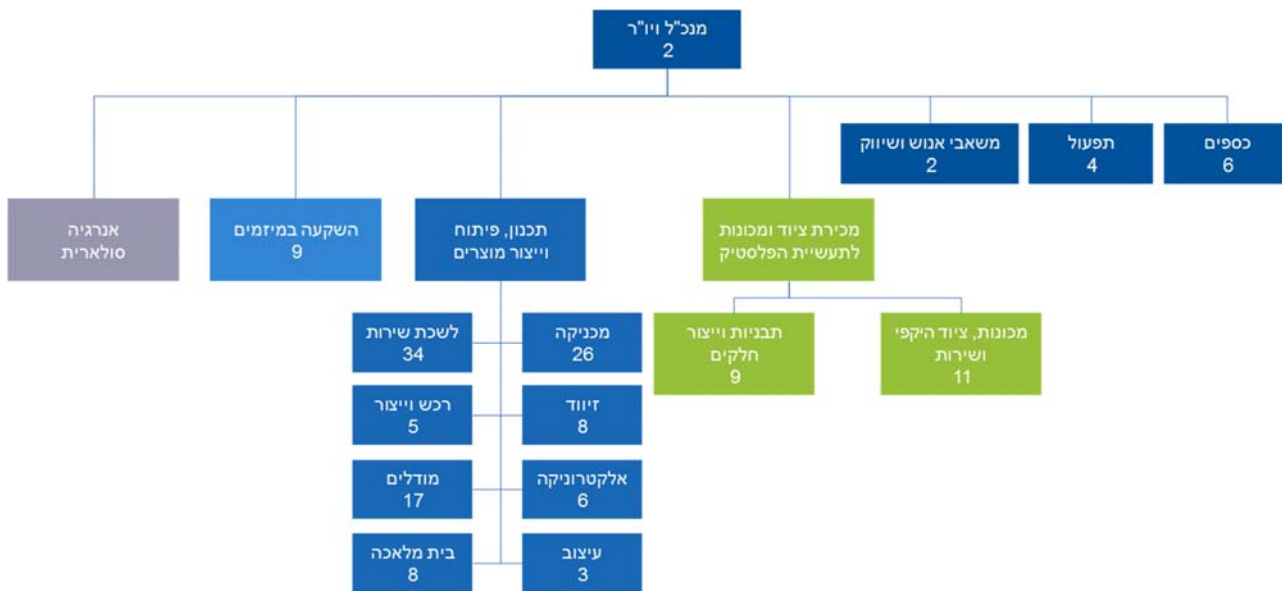 מנכ"ל ויו"ר
2
כספים
6
תפעול
4
משאבי אנוש ושיווק
2
מכירת ציוד ומכונות
לתעשיית הפלסטיק
תכנון, פיתוח
וייצור מוצרים
השקעה במיזמים
9
אנרגיה
סולארית
מכונות, ציוד היקפי
ושירות
11
תבניות וייצור
חלקים
9
מכניקה
26
לשכת שירות
34
זיווד
8
רכש וייצור
5
אלקטרוניקה
6
מודלים
17
עיצוב
3
בית מלאכה
8